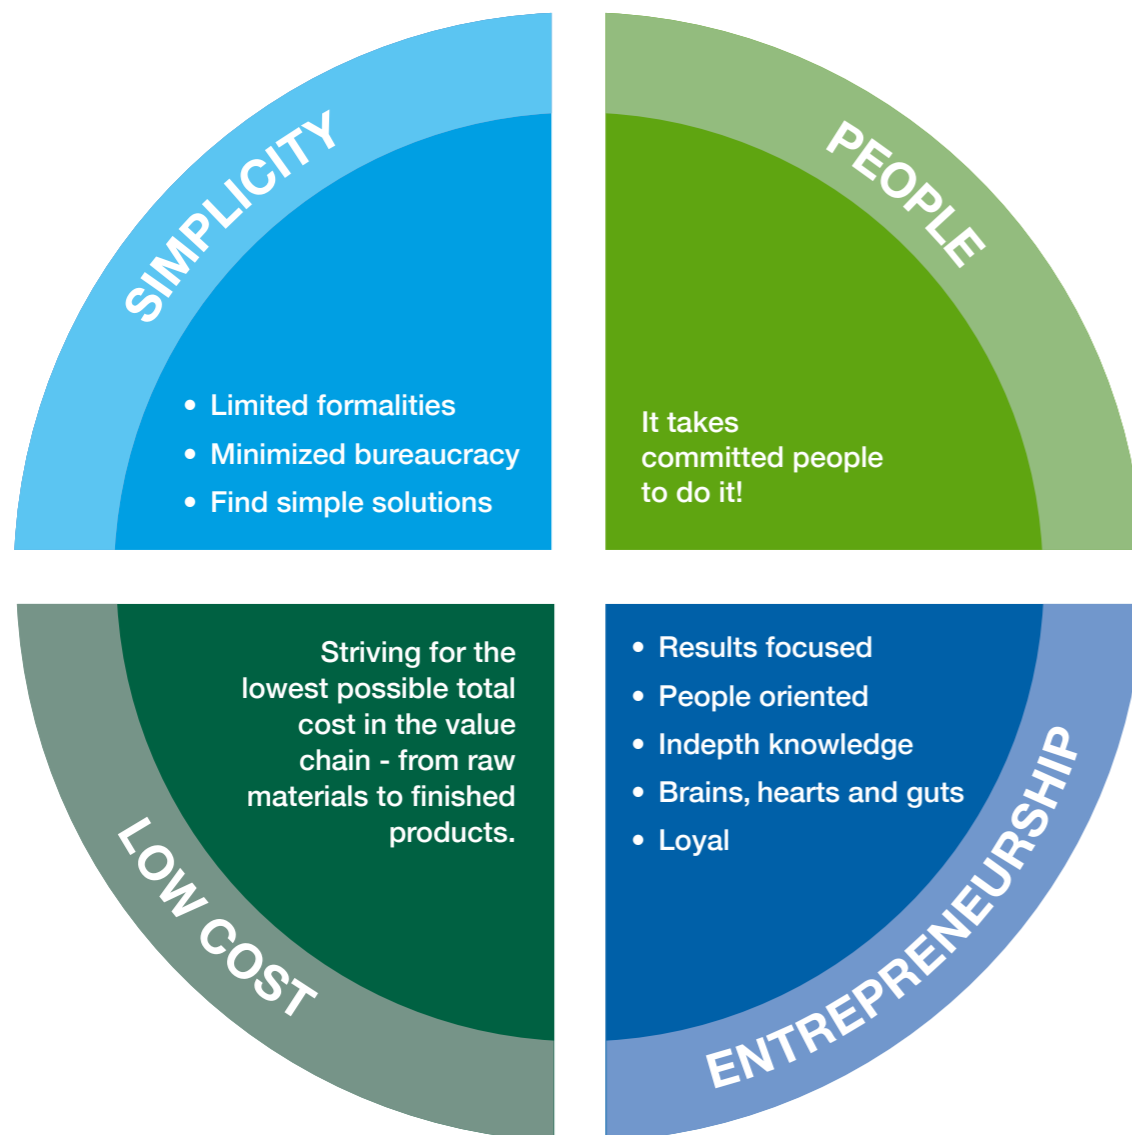 SIMPLICITY
• Limited formalities
• Minimized bureaucracy
• Find simple solutions
PEOPLE
It takes
committed people
to do it!
LOW COST
Striving for the
lowest possible total
cost in the value
chain - from raw
materials to finished
products.
ENTREPRENEURSHIP
• Results focused
• People oriented
• Indepth knowledge
• Brains, hearts and guts
• Loyal